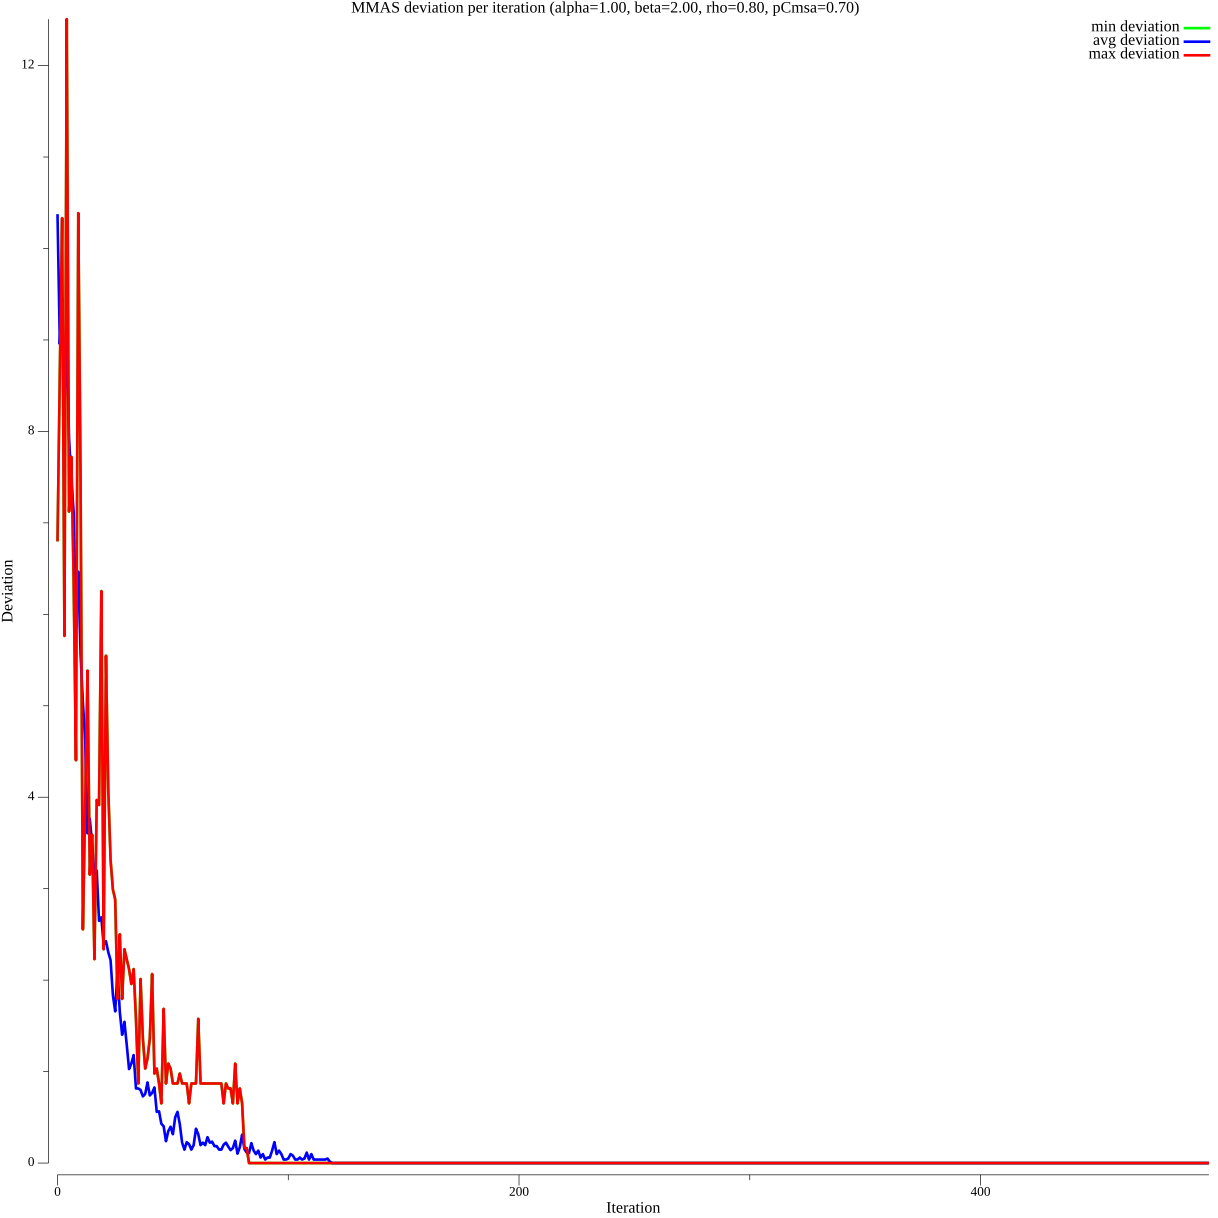 MMAS deviation per iteration (alpha=1.00, beta=2.00, rho=0.80, pCmsa=0.70)
min deviation
avg deviation
max deviation
12
8
4
0
Deviation
0 200 400
Iteration